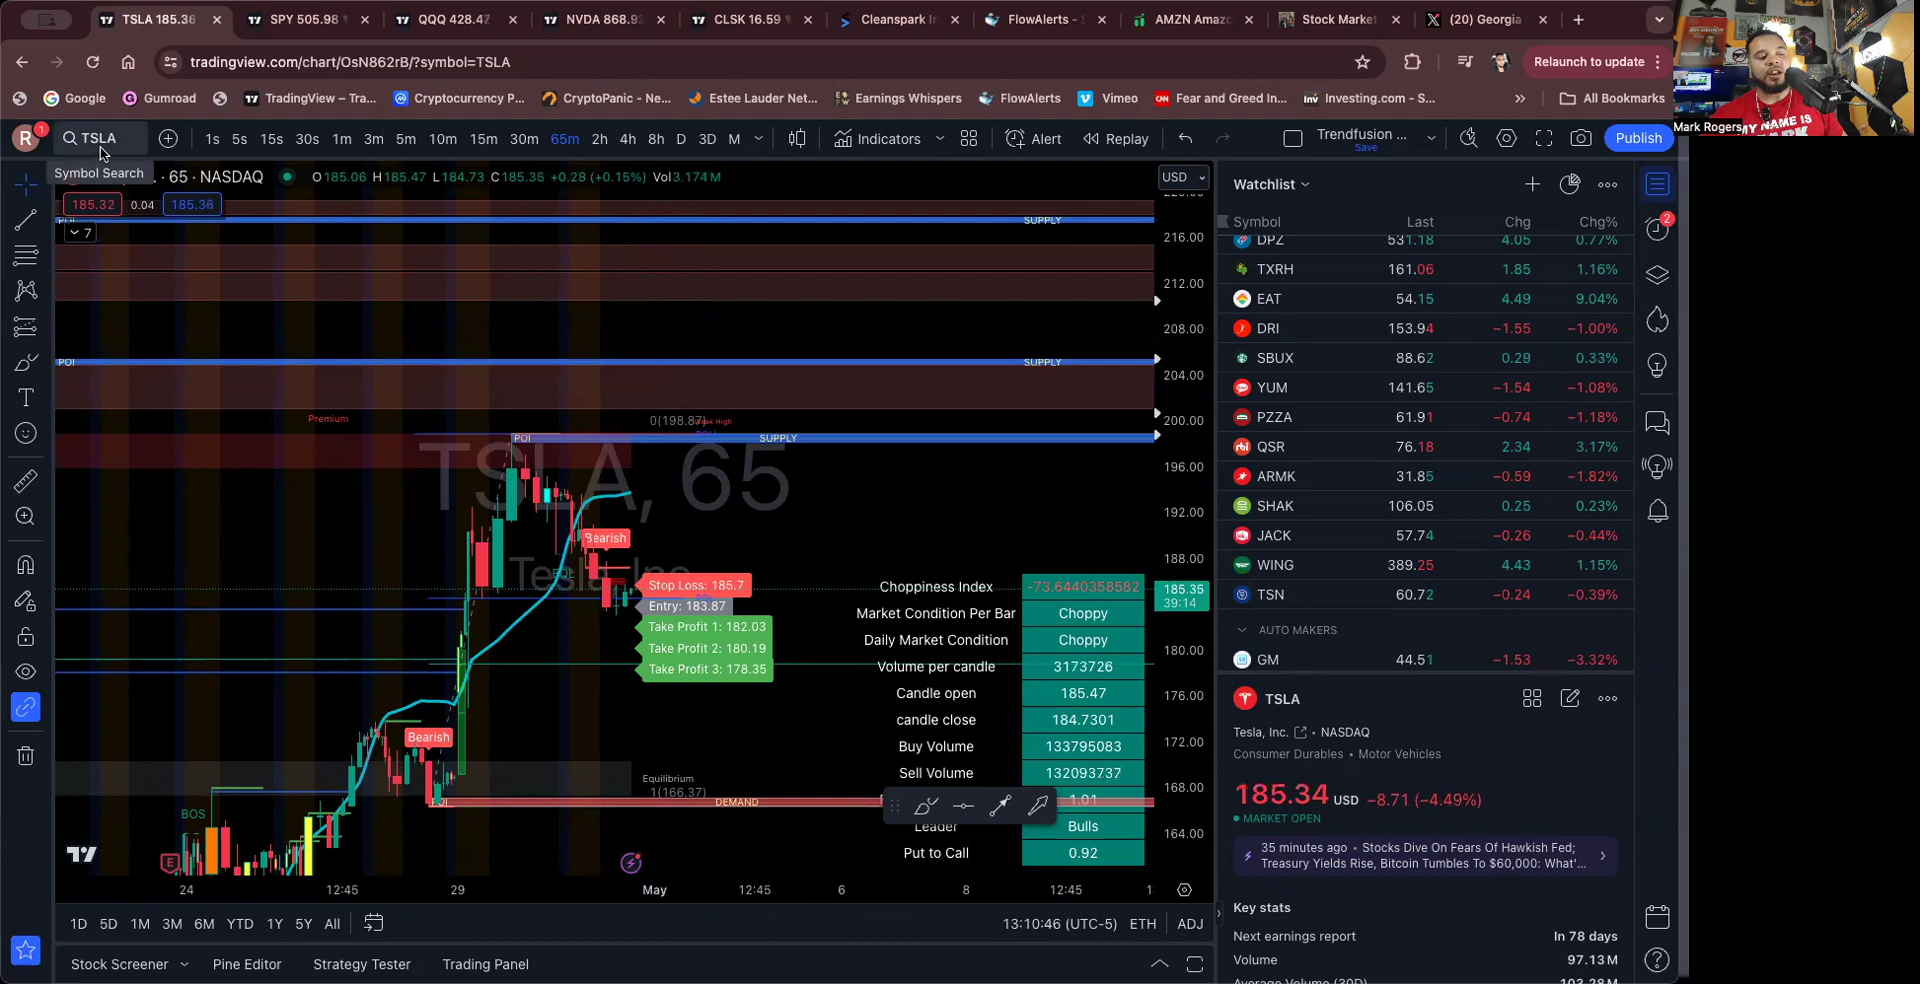 TSLA 185.36
SPY 505.98
QQQ 428.47
NVDA 868.92
CLSK 16.59
Cleanspark In
FlowAlerts - S
AMZN Amazo
Stock Market
(20) Georgia
tradingview.com/chart/OsN862rB/?symbol=TSLA
Relaunch to update
Google
Gumroad
TradingView – Tra...
Cryptocurrency P...
CryptoPanic - Ne...
Estee Lauder Net...
Earnings Whispers
FlowAlerts
Vimeo
Fear and Greed In...
Investing.com - S...
All Bookmarks
MY NAME IS
Mark Rogers
R
1
TSLA
1s 5s 15s 30s 1m 3m 5m 10m 15m 30m 65m 2h 4h 8h D 3D M
Indicators
Alert
Replay
Trendfusion ...
Save
Publish
Symbol Search
· 65 · NASDAQ
O185.06 H185.47 L184.73 C185.35 +0.28 (+0.15%) Vol3.174M
USD
185.32 0.04 185.36
7
POI
SUPPLY
216.00
212.00
208.00
POI
SUPPLY
204.00
Premium
0(198.87)
200.00
POI
SUPPLY
TSLA, 65
196.00
192.00
Bearish
Tesla, Inc.
188.00
Stop Loss: 185.7
Entry: 183.87
Take Profit 1: 182.03
Take Profit 2: 180.19
Take Profit 3: 178.35
185.36
39:14
180.00
176.00
172.00
168.00
164.00
Choppiness Index -73.6440358582
Market Condition Per Bar Choppy
Daily Market Condition Choppy
Volume per candle 3173726
Candle open 185.47
candle close 184.7301
Buy Volume 133795083
Sell Volume 132093737
1.01
Leader Bulls
Put to Call 0.92
Bearish
Equilibrium
1(166.37)
DEMAND
BOS
E
24 12:45 29 May 12:45 6 8 12:45
1D 5D 1M 3M 6M YTD 1Y 5Y All
13:10:46 (UTC-5) ETH ADJ
Stock Screener
Pine Editor
Strategy Tester
Trading Panel
Watchlist
Symbol Last Chg Chg%
DPZ 531.18 4.05 0.77%
TXRH 161.06 1.85 1.16%
EAT 54.15 4.49 9.04%
DRI 153.94 −1.55 −1.00%
SBUX 88.62 0.29 0.33%
YUM 141.65 −1.54 −1.08%
PZZA 61.91 −0.74 −1.18%
QSR 76.18 2.34 3.17%
ARMK 31.85 −0.59 −1.82%
SHAK 106.05 0.25 0.23%
JACK 57.74 −0.26 −0.44%
WING 389.25 4.43 1.15%
TSN 60.72 −0.24 −0.39%
AUTO MAKERS
GM 44.51 −1.53 −3.32%
TSLA
Tesla, Inc. • NASDAQ
Consumer Durables • Motor Vehicles
185.34 USD −8.71 (−4.49%)
MARKET OPEN
35 minutes ago • Stocks Dive On Fears Of Hawkish Fed;
Treasury Yields Rise, Bitcoin Tumbles To $60,000: What'...
Key stats
Next earnings report In 78 days
Volume 97.13M
Average Volume (30D) 103.28M
2